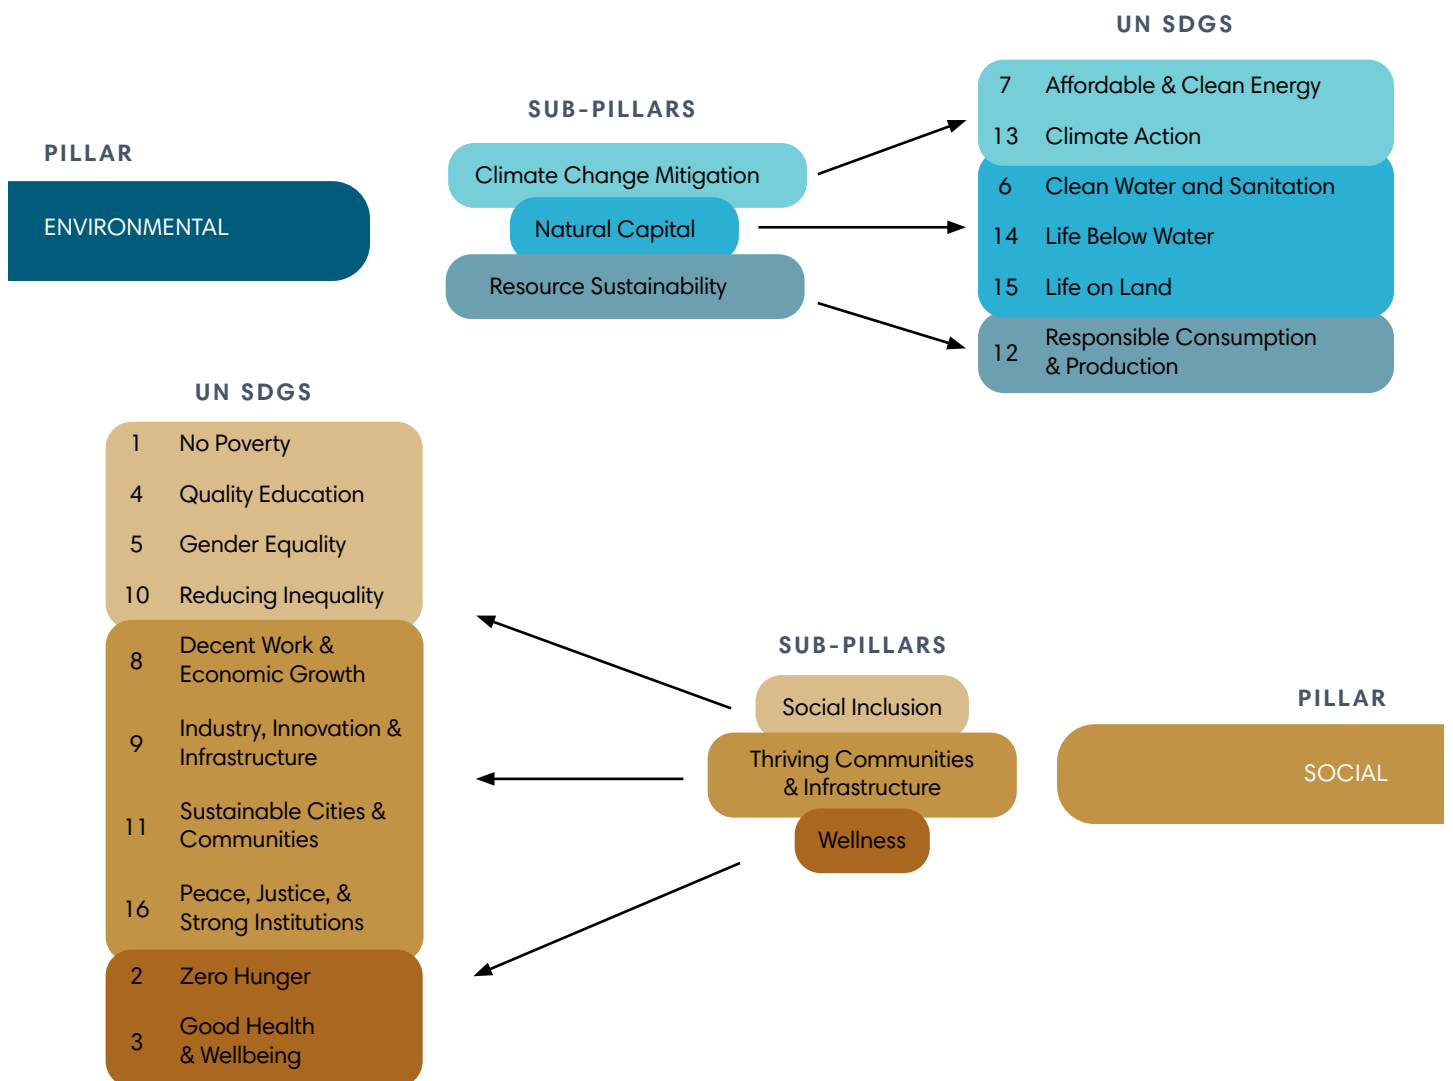 PILLAR
ENVIRONMENTAL
SUB-PILLARS
Climate Change Mitigation
Natural Capital
Resource Sustainability
UN SDGS
7 Affordable & Clean Energy
13 Climate Action
6 Clean Water and Sanitation
14 Life Below Water
15 Life on Land
12 Responsible Consumption
& Production
UN SDGS
1 No Poverty
4 Quality Education
5 Gender Equality
10 Reducing Inequality
8 Decent Work &
Economic Growth
9 Industry, Innovation &
Infrastructure
11 Sustainable Cities &
Communities
16 Peace, Justice, &
Strong Institutions
2 Zero Hunger
3 Good Health
& Wellbeing
SUB-PILLARS
Social Inclusion
Thriving Communities
& Infrastructure
Wellness
PILLAR
SOCIAL